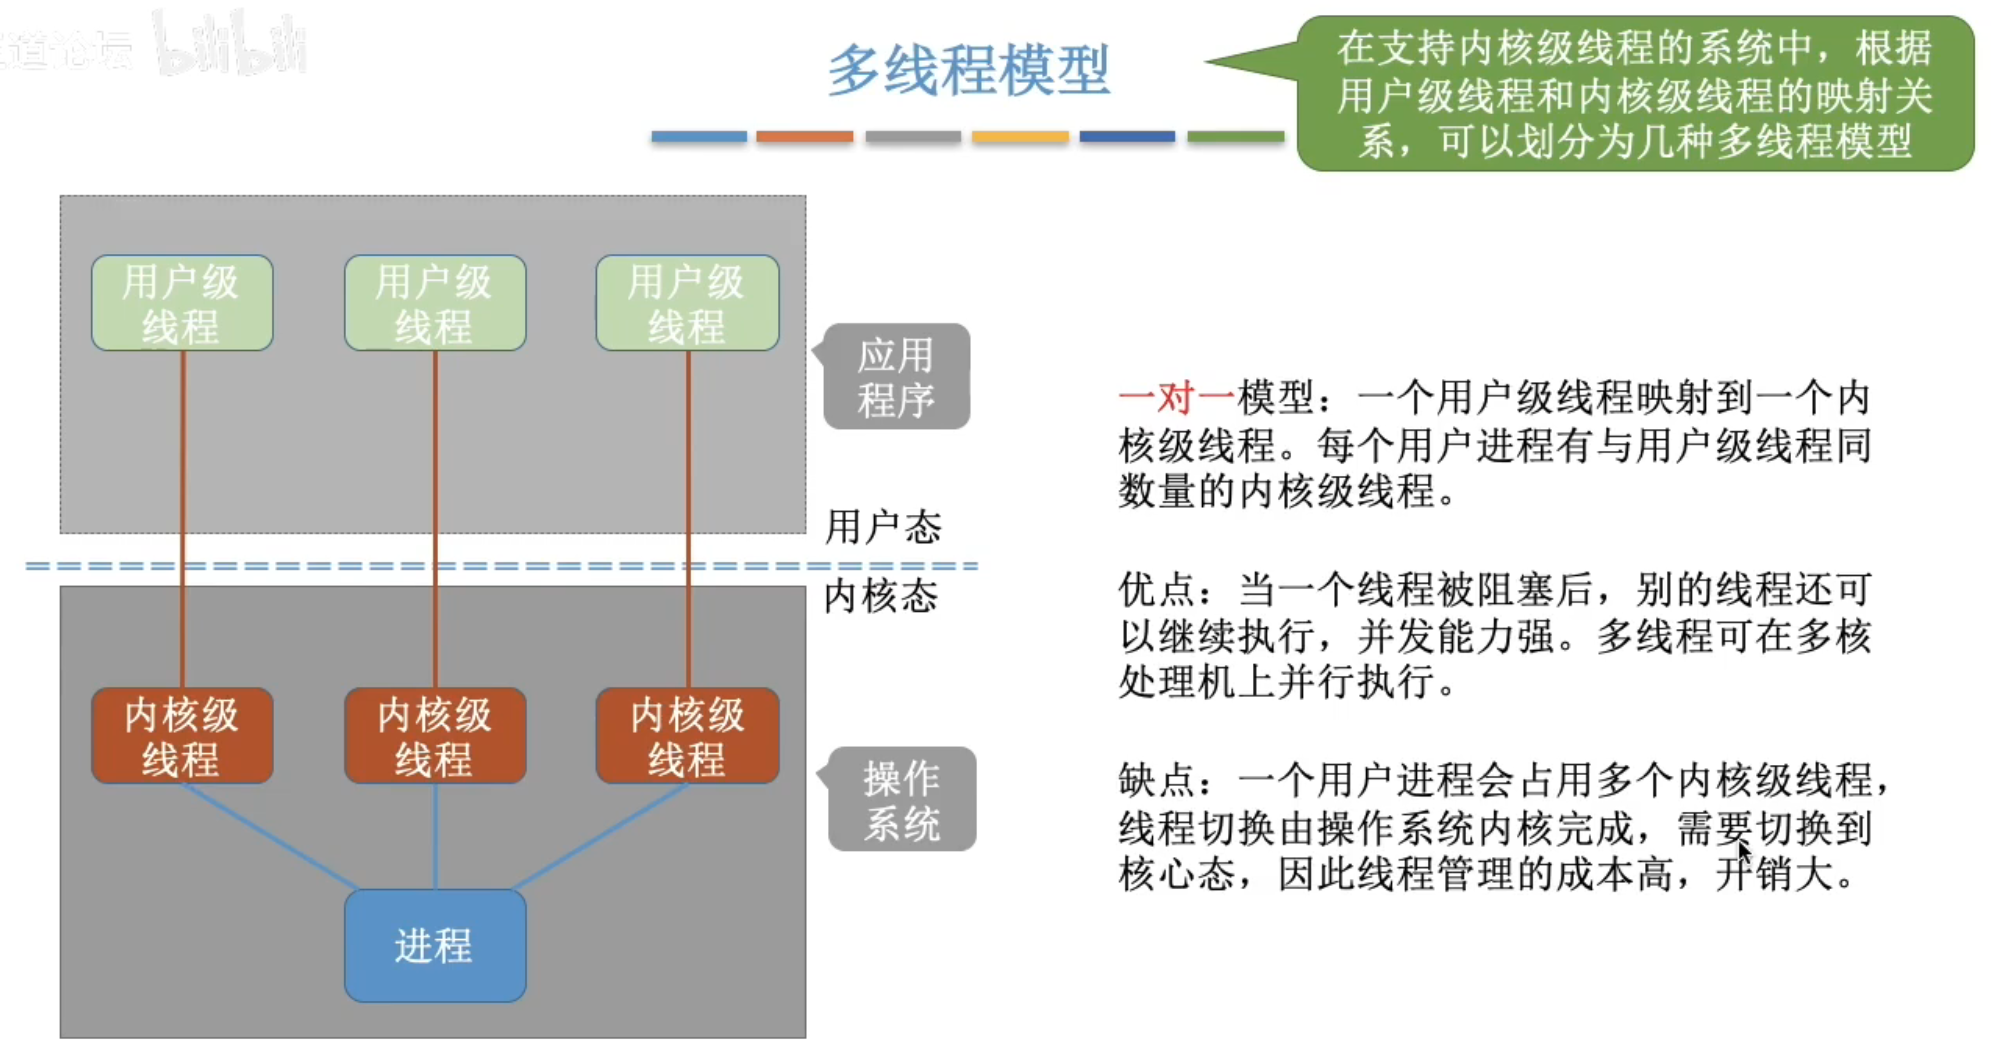 道论坛 bilibili
多线程模型
在支持内核级线程的系统中，根据
用户级线程和内核级线程的映射关
系，可以划分为几种多线程模型
用户级
线程
用户级
线程
用户级
线程
应用
程序
用户态
内核态
内核级
线程
内核级
线程
内核级
线程
操作
系统
进程
一对一模型：一个用户级线程映射到一个内
核级线程。每个用户进程有与用户级线程同
数量的内核级线程。
优点：当一个线程被阻塞后，别的线程还可
以继续执行，并发能力强。多线程可在多核
处理机上并行执行。
缺点：一个用户进程会占用多个内核级线程，
线程切换由操作系统内核完成，需要切换到
核心态，因此线程管理的成本高，开销大。